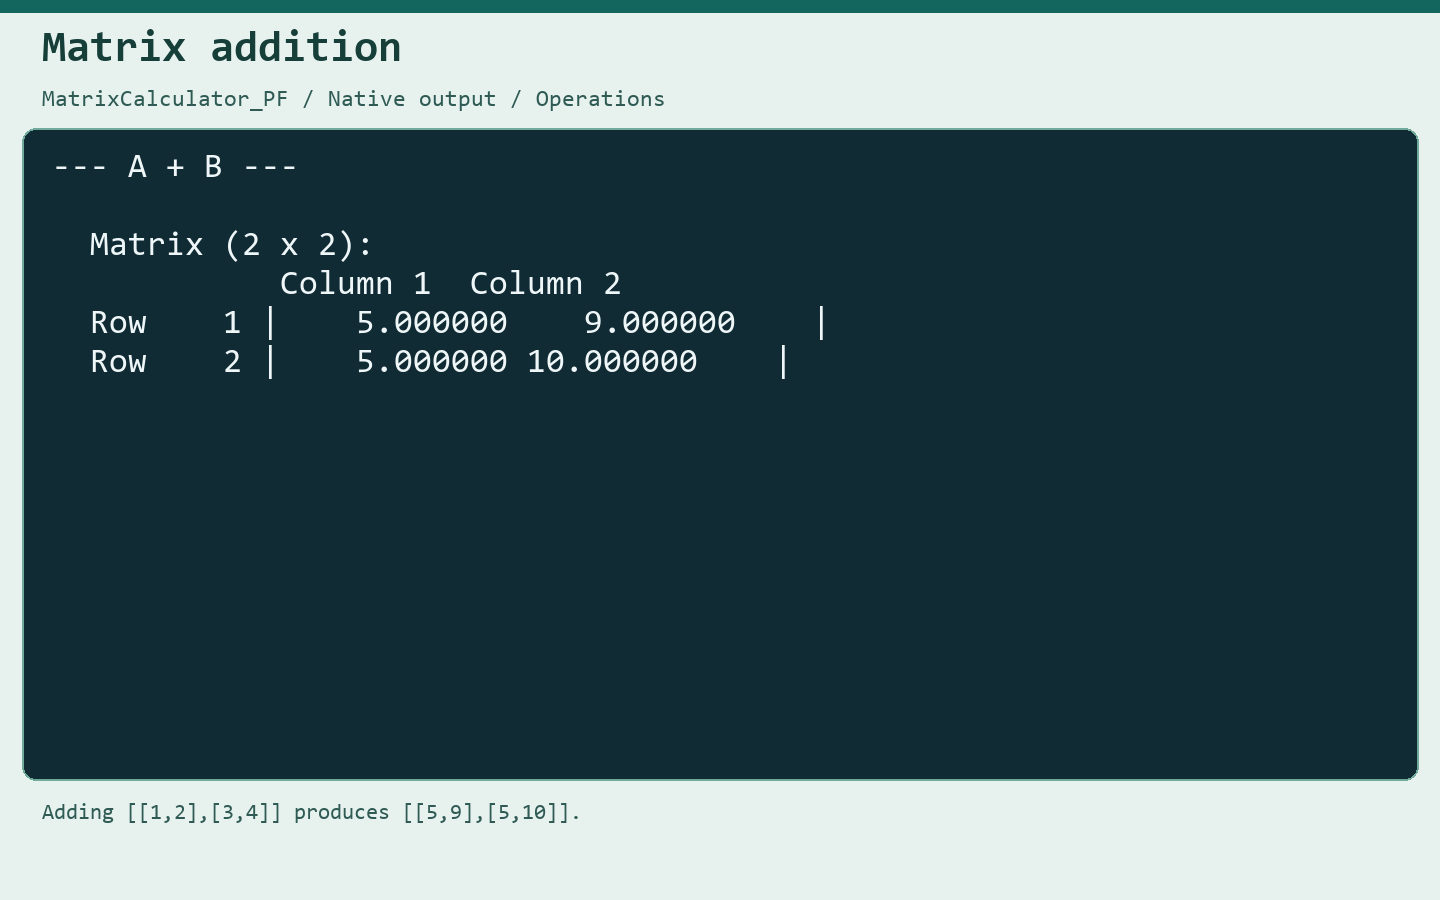 Matrix addition
MatrixCalculator_PF / Native output / Operations
--- A + B ---
Matrix (2 x 2):
Column 1  Column 2
Row    1 |    5.000000    9.000000    |
Row    2 |    5.000000 10.000000    |
Adding [[1,2],[3,4]] produces [[5,9],[5,10]].